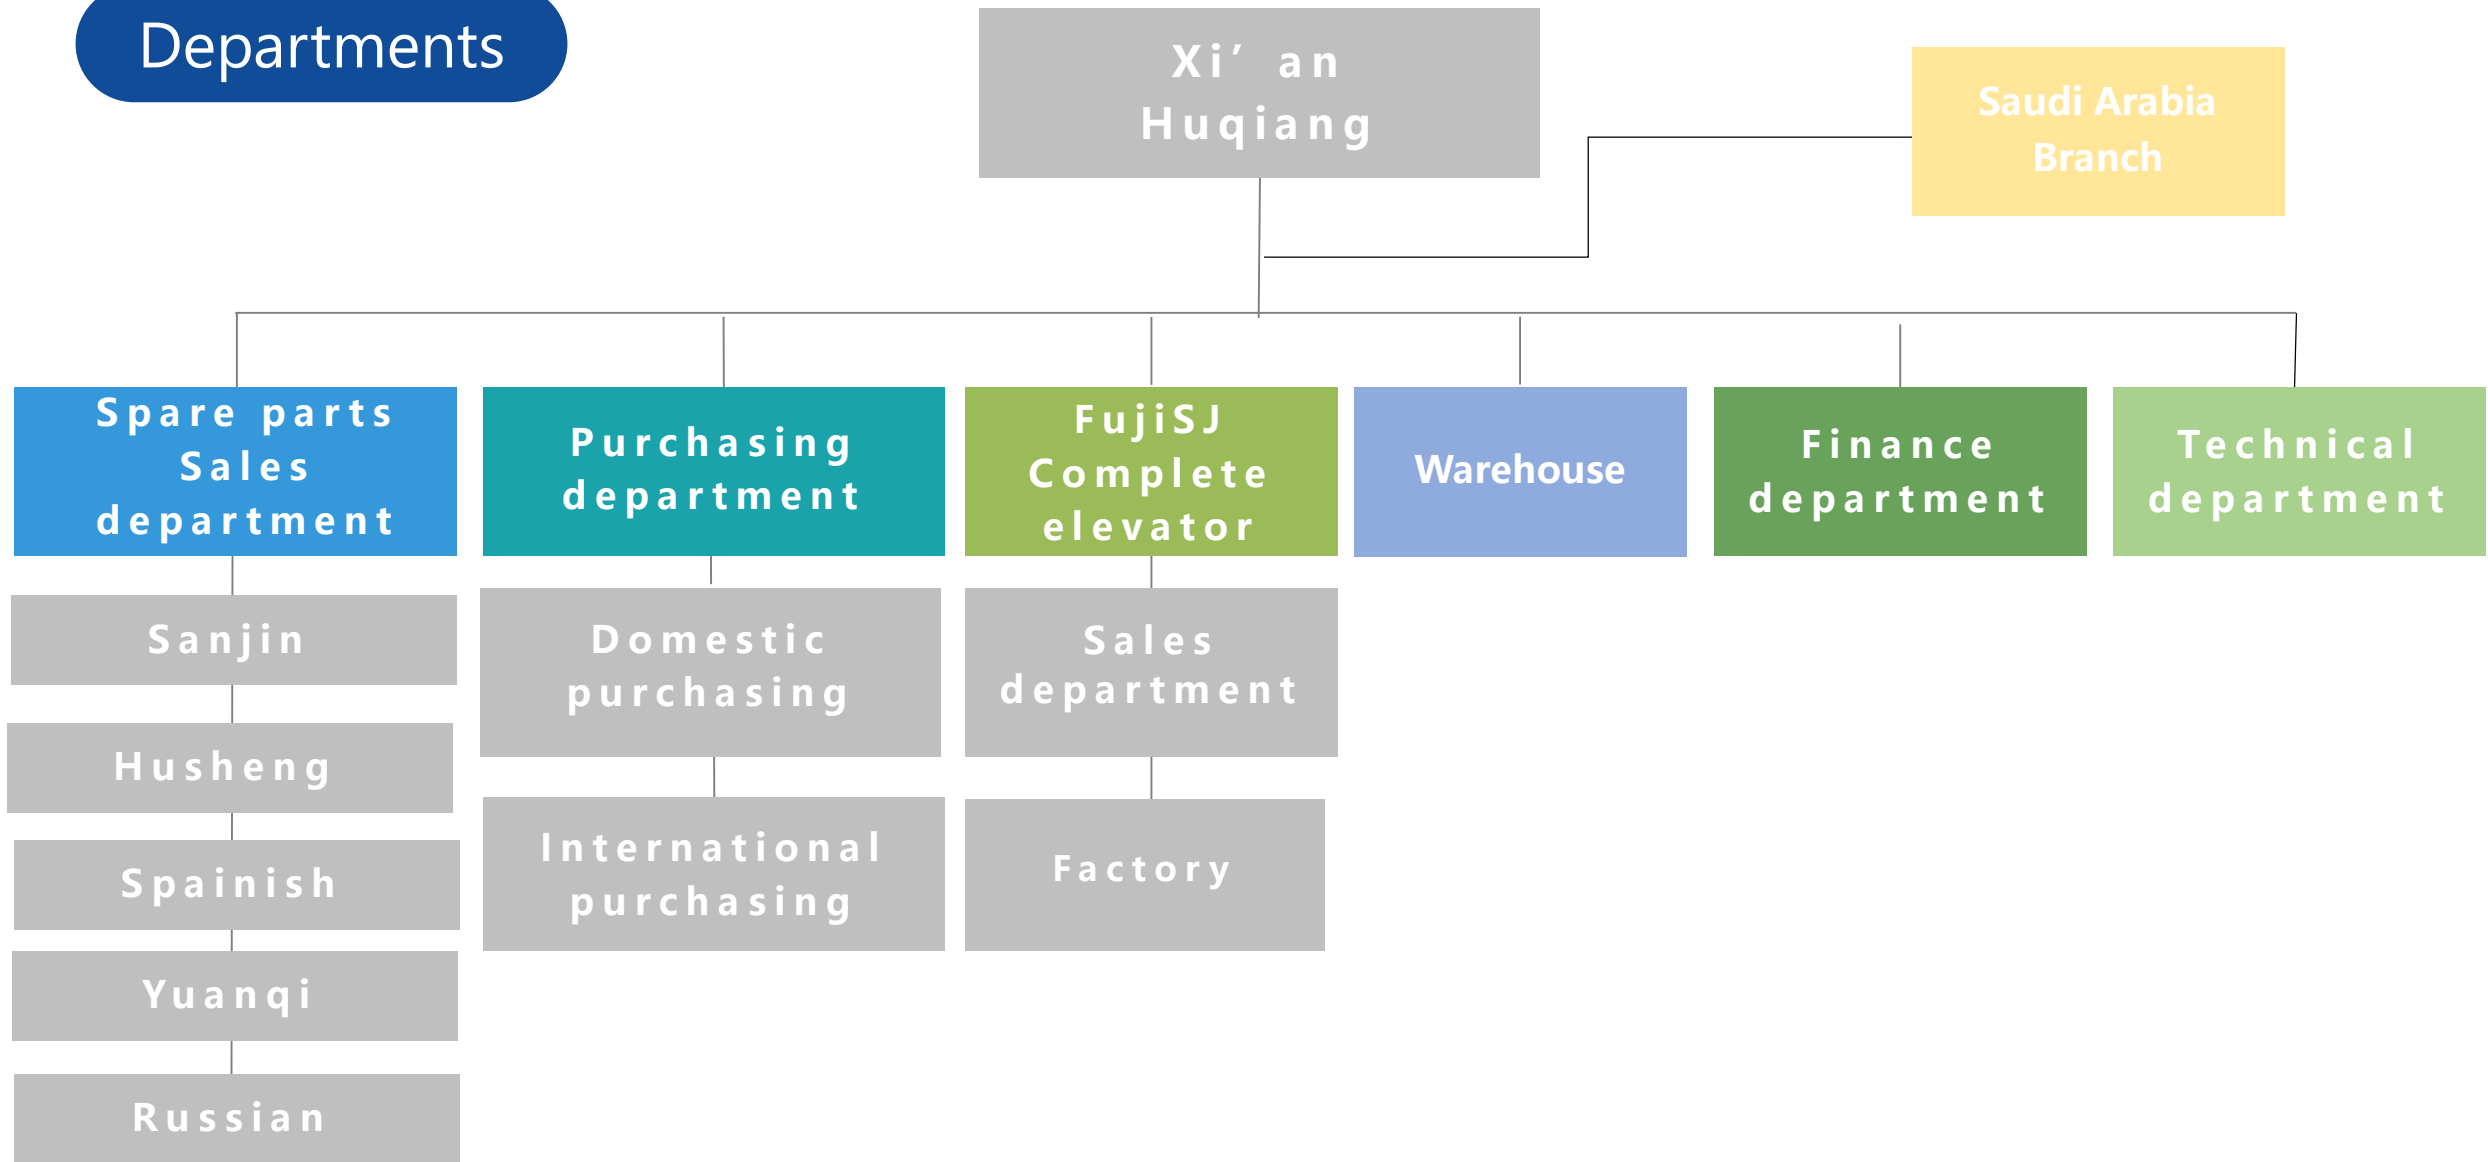 Departments
Xi’ an
Huqiang
Saudi Arabia
Branch
Spare parts
Sales
department
Purchasing
department
FujiSJ
Complete
elevator
Warehouse
Finance
department
Technical
department
Sanjin
Husheng
Spainish
Yuanqi
Russian
Domestic
purchasing
International
purchasing
Sales
department
Factory